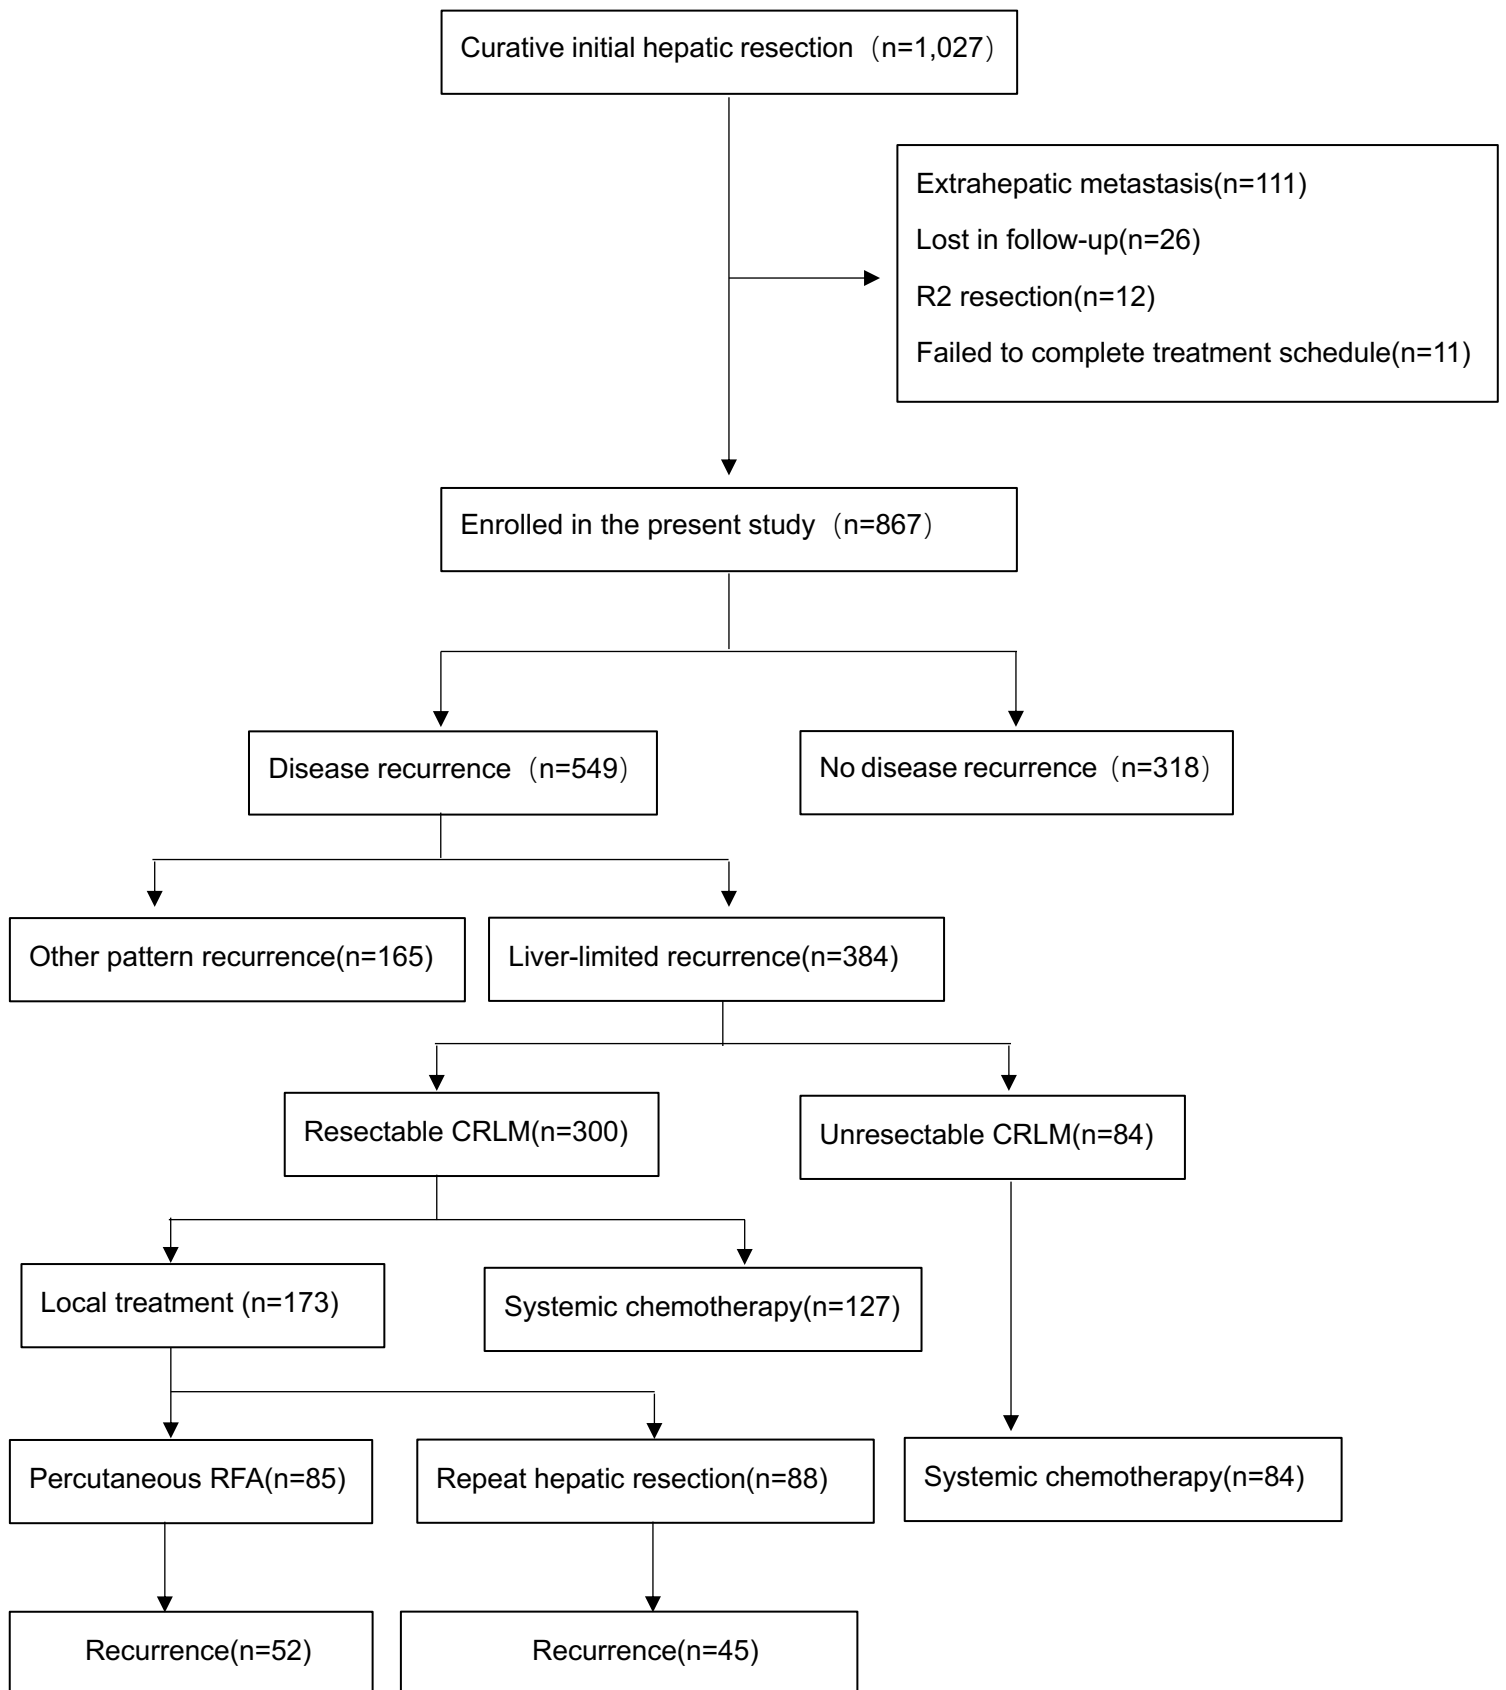 Curative initial hepatic resection（n=1,027）
Extrahepatic metastasis(n=111)
Lost in follow-up(n=26)
R2 resection(n=12)
Failed to complete treatment schedule(n=11)
Enrolled in the present study（n=867）
Disease recurrence（n=549）
No disease recurrence（n=318）
Other pattern recurrence(n=165)
Liver-limited recurrence(n=384)
Resectable CRLM(n=300)
Unresectable CRLM(n=84)
Local treatment (n=173)
Systemic chemotherapy(n=127)
Percutaneous RFA(n=85)
Repeat hepatic resection(n=88)
Systemic chemotherapy(n=84)
Recurrence(n=52)
Recurrence(n=45)